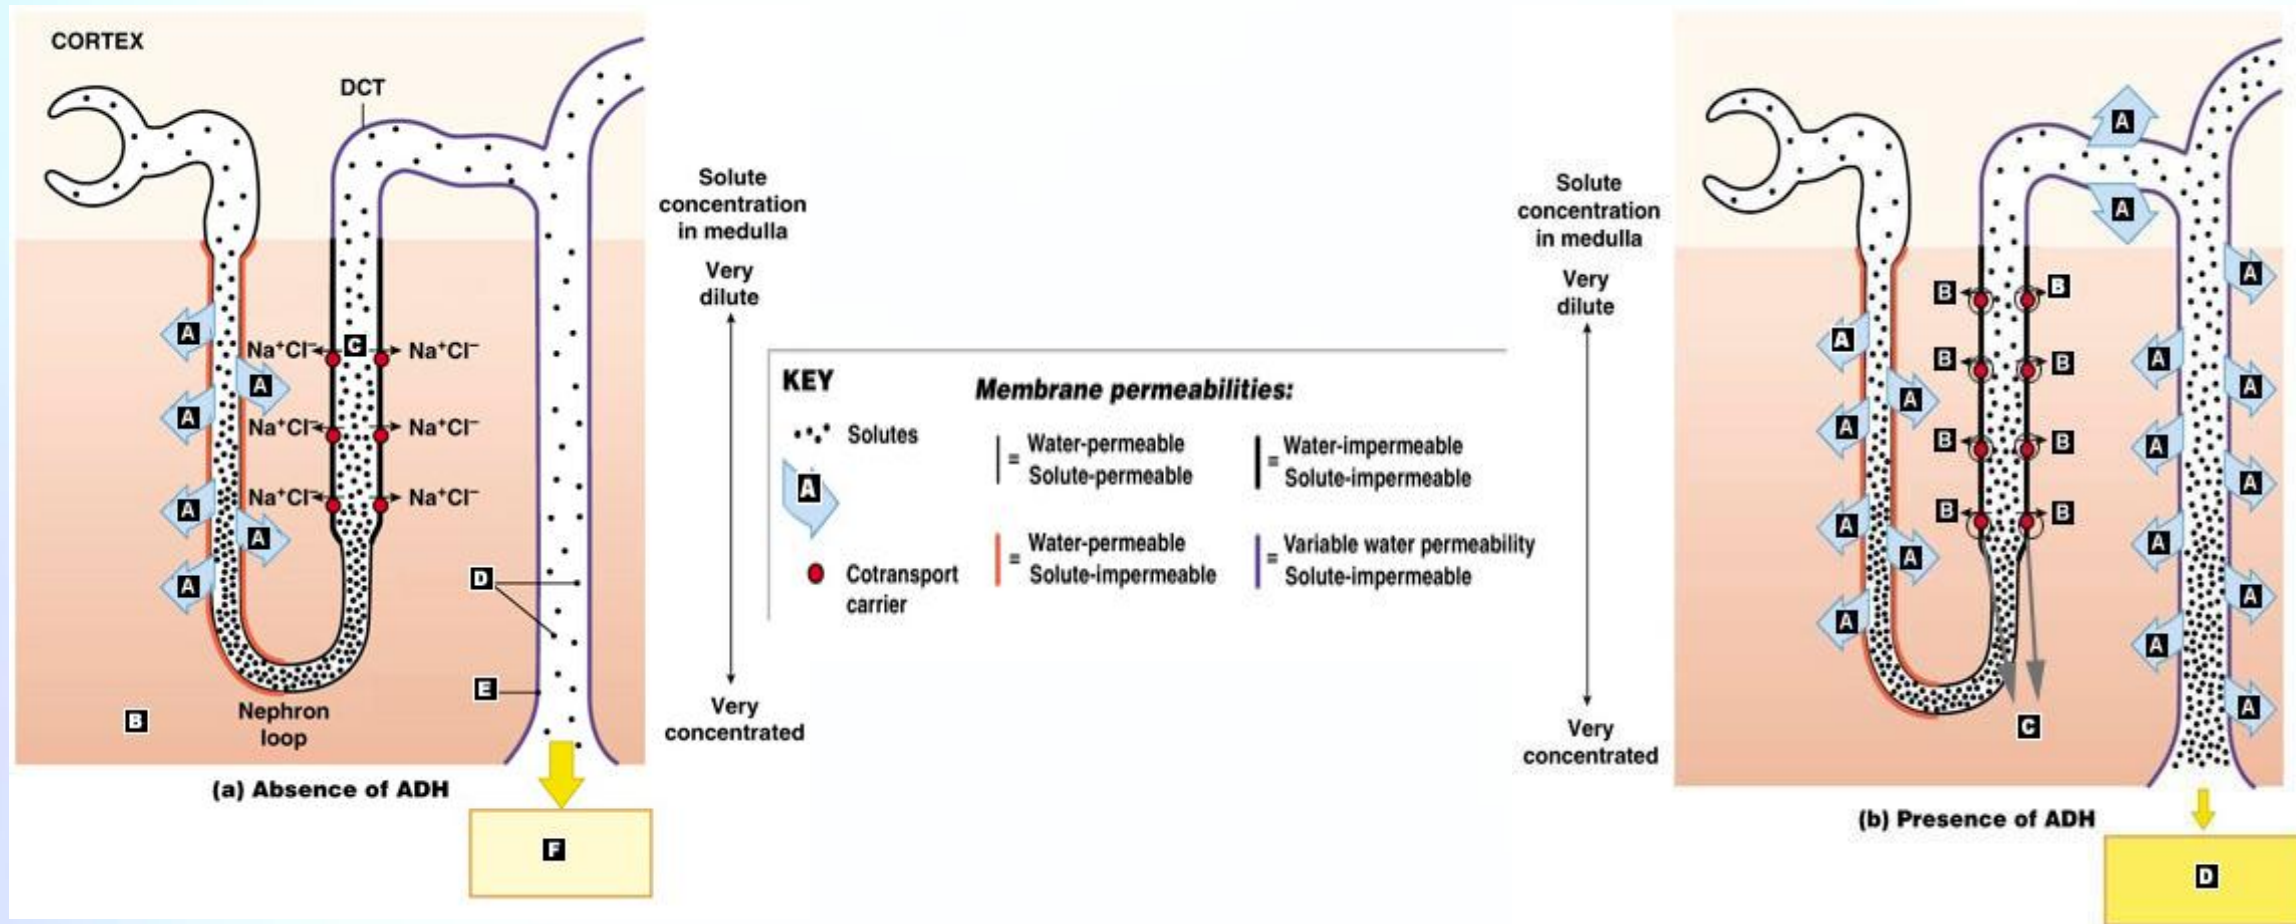 CORTEX
DCT
A
A
A
A
A
A
Na⁺Cl⁻
C
Na⁺Cl⁻
Na⁺Cl⁻
Na⁺Cl⁻
Na⁺Cl⁻
Na⁺Cl⁻
D
E
B
Nephron
loop
(a) Absence of ADH
F
Solute
concentration
in medulla
Very
dilute
Very
concentrated
KEY
Solutes
A
Cotransport
carrier
Membrane permeabilities:
= Water-permeable
Solute-permeable
= Water-impermeable
Solute-impermeable
= Water-permeable
Solute-impermeable
= Variable water permeability
Solute-impermeable
Solute
concentration
in medulla
Very
dilute
Very
concentrated
A
A
A
A
A
A
B
B
B
B
B
B
B
B
C
A
A
A
A
A
A
A
A
A
A
A
(b) Presence of ADH
D